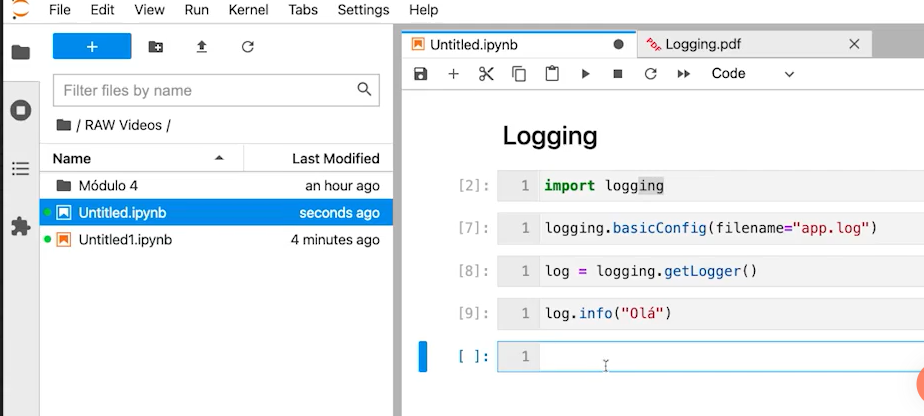 File Edit View Run Kernel Tabs Settings Help
Filter files by name
/ RAW Videos /
Name Last Modified
Módulo 4 an hour ago
Untitled.ipynb seconds ago
Untitled1.ipynb 4 minutes ago
Untitled.ipynb PDF Logging.pdf
Code
Logging
[2]: 1 import logging
[7]: 1 logging.basicConfig(filename="app.log")
[8]: 1 log = logging.getLogger()
[9]: 1 log.info("Olá")
[ ]: 1